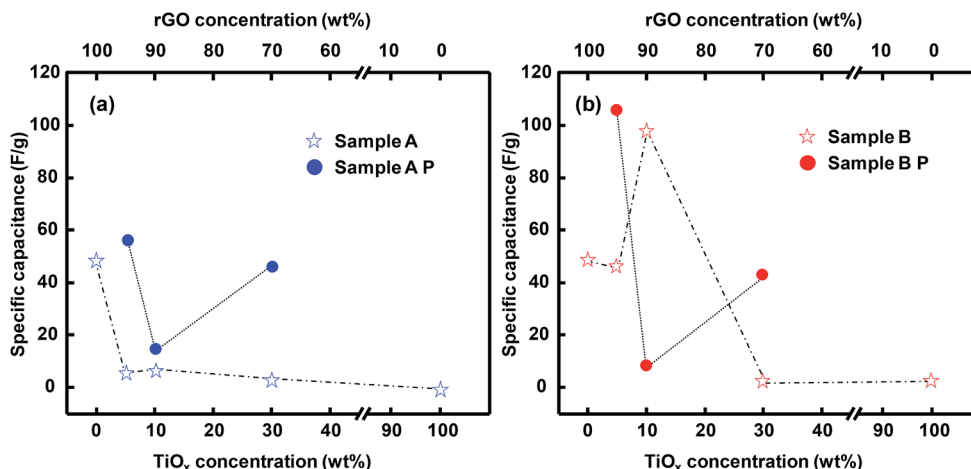 rGO concentration (wt%)
100 90 70 60 10 0
120
100
80
60
40
20
0
Specific capacitance (F/g)
(a)
Sample A
Sample A P
0 10 20 30 40 90 100
TiOₓ concentration (wt%)
rGO concentration (wt%)
100 90 70 60 10 0
120
100
80
60
40
20
0
Specific capacitance (F/g)
(b)
Sample B
Sample B P
0 10 20 30 40 90 100
TiOₓ concentration (wt%)